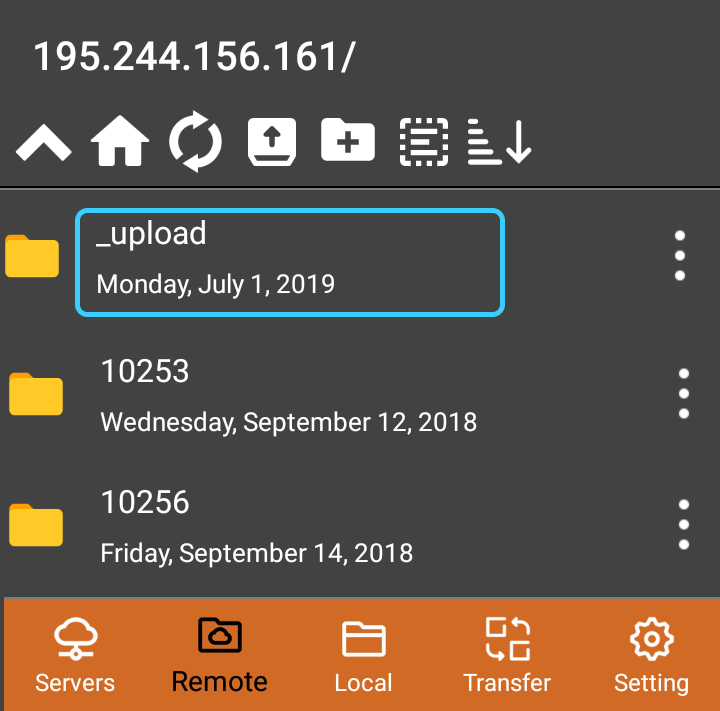 195.244.156.161/
_upload
Monday, July 1, 2019
10253
Wednesday, September 12, 2018
10256
Friday, September 14, 2018
Servers
Remote
Local
Transfer
Setting